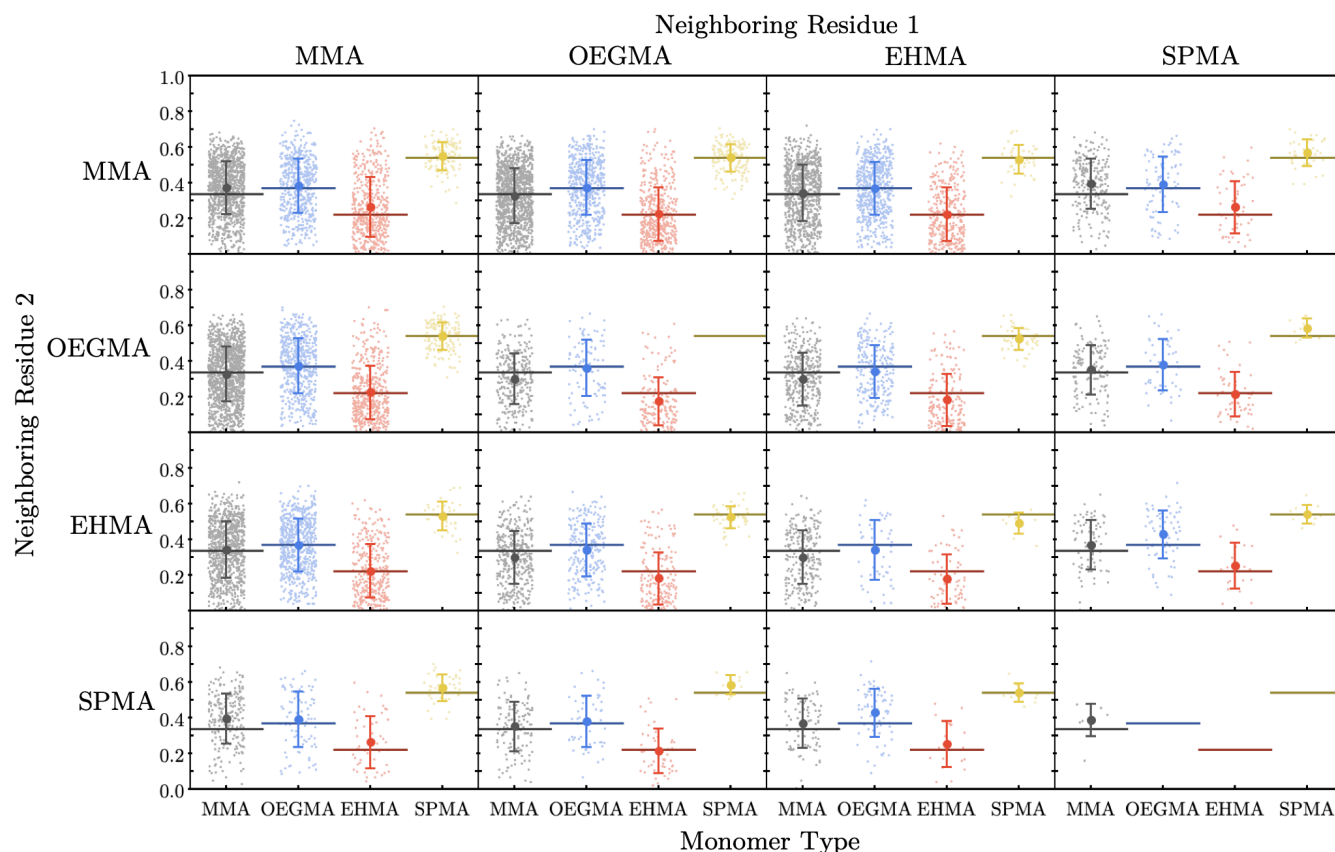 Neighboring Residue 1
MMA OEGMA EHMA SPMA
Neighboring Residue 2
MMA
1.0
0.8
0.6
0.4
0.2
OEGMA
0.8
0.6
0.4
0.2
EHMA
0.8
0.6
0.4
0.2
SPMA
0.8
0.6
0.4
0.2
0.0
MMA OEGMA EHMA SPMA MMA OEGMA EHMA SPMA MMA OEGMA EHMA SPMA MMA OEGMA EHMA SPMA
Monomer Type